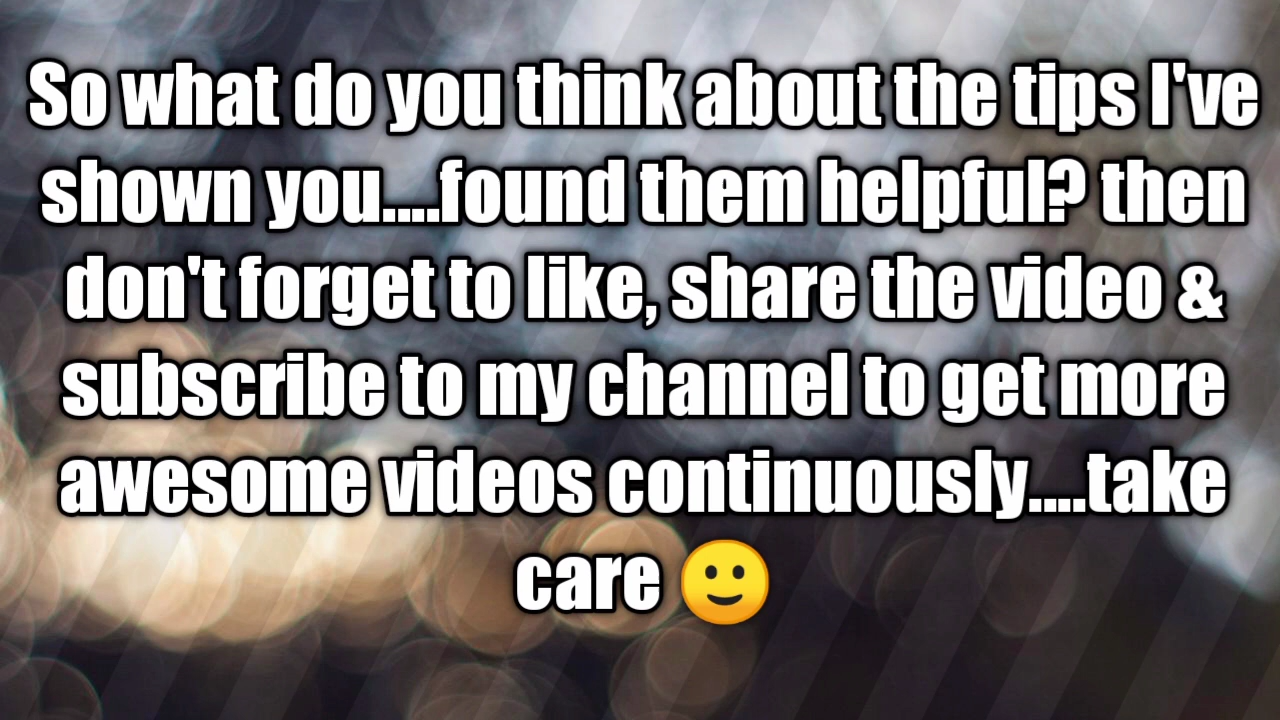 So what do you think about the tips I've
shown you....found them helpful? then
don't forget to like, share the video &
subscribe to my channel to get more
awesome videos continuously....take
care 🙂